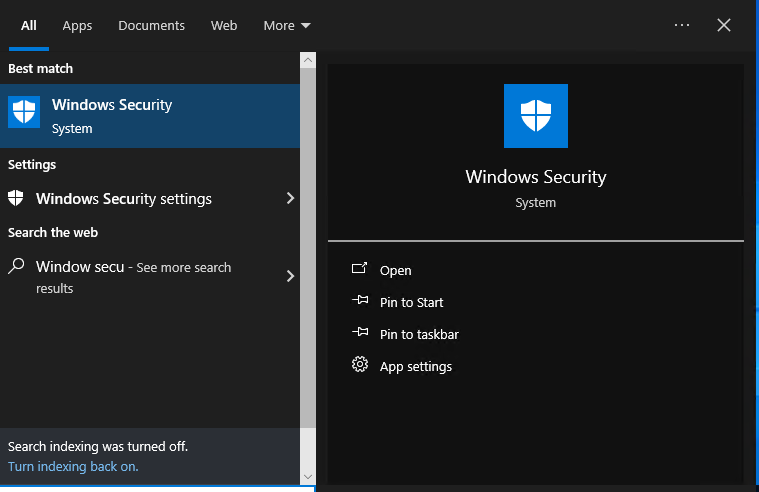 All Apps Documents Web More
Best match
Windows Security
System
Settings
Windows Security settings
Search the web
Window secu - See more search
results
Search indexing was turned off.
Turn indexing back on.
Windows Security
System
Open
Pin to Start
Pin to taskbar
App settings